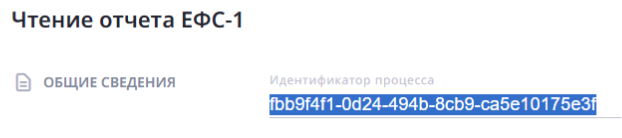 Чтение отчета ЕФС-1
ОБЩИЕ СВЕДЕНИЯ
Идентификатор процесса
fbb9f4f1-0d24-494b-8cb9-ca5e10175e3f